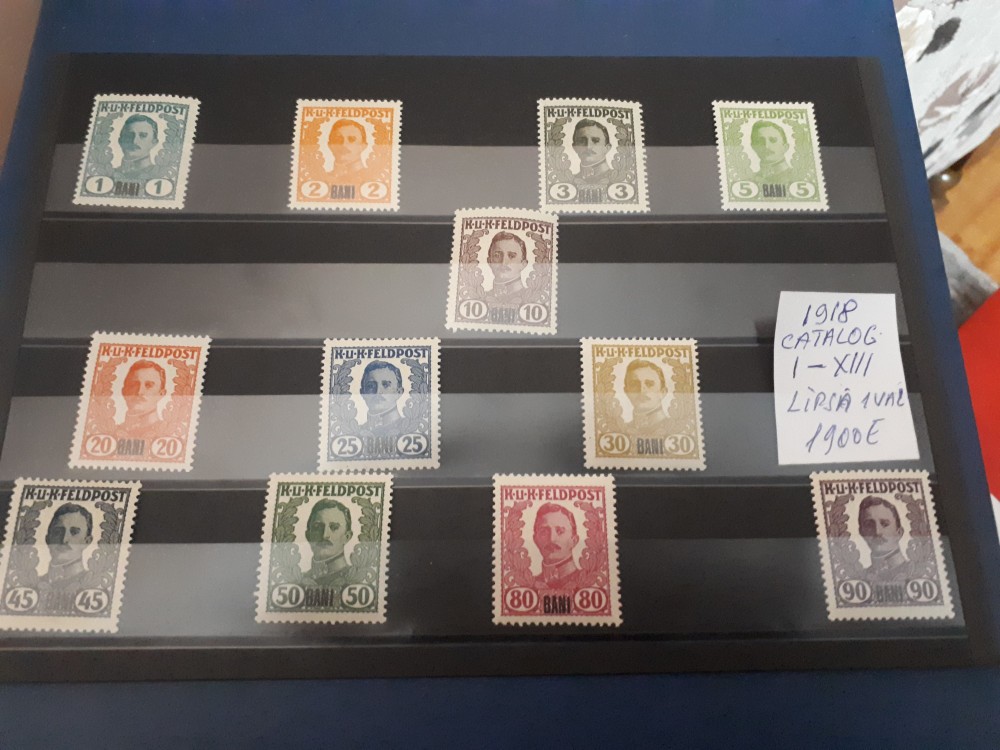 K.u.K.FELDPOST
1 BANI 1
K.u.K.FELDPOST
2 BANI 2
K.u.K.FELDPOST
3 BANI 3
K.u.K.FELDPOST
5 BANI 5
K.u.K.FELDPOST
10 BANI 10
K.u.K.FELDPOST
20 BANI 20
K.u.K.FELDPOST
25 BANI 25
K.u.K.FELDPOST
30 BANI 30
1918
CATALOG.
I-XIII
LIPSĂ 1 VAL
1900E
K.u.K.FELDPOST
45 BANI 45
K.u.K.FELDPOST
50 BANI 50
K.u.K.FELDPOST
80 BANI 80
K.u.K.FELDPOST
90 BANI 90